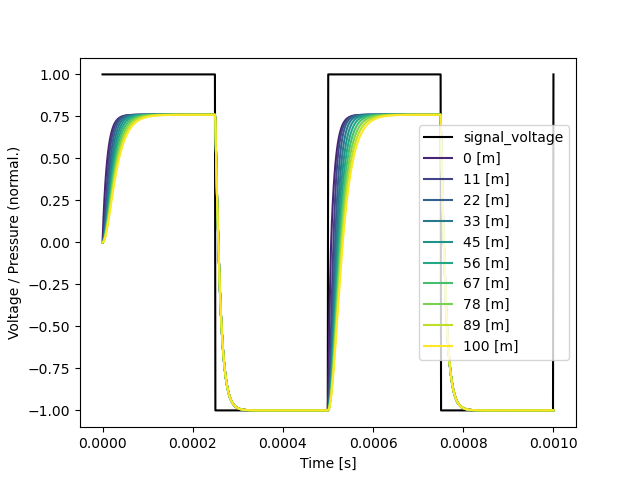 1.00
0.75
0.50
0.25
0.00
−0.25
−0.50
−0.75
−1.00
Voltage / Pressure (normal.)
signal_voltage
0 [m]
11 [m]
22 [m]
33 [m]
45 [m]
56 [m]
67 [m]
78 [m]
89 [m]
100 [m]
0.0000 0.0002 0.0004 0.0006 0.0008 0.0010
Time [s]